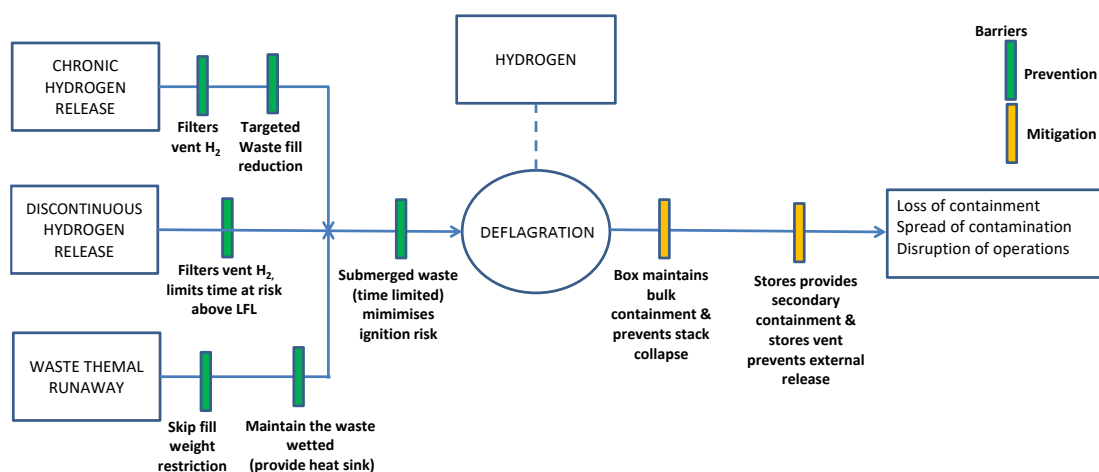 Barriers
Prevention
Mitigation
HYDROGEN
CHRONIC
HYDROGEN
RELEASE
Filters
vent H₂
Targeted
Waste fill
reduction
DISCONTINUOUS
HYDROGEN
RELEASE
Filters vent H₂,
limits time at risk
above LFL
Submerged waste
(time limited)
mimimises
ignition risk
DEFLAGRATION
Box maintains
bulk
containment &
prevents stack
collapse
Stores provides
secondary
containment &
stores vent
prevents external
release
Loss of containment
Spread of contamination
Disruption of operations
WASTE THEMAL
RUNAWAY
Skip fill
weight
restriction
Maintain the waste
wetted
(provide heat sink)